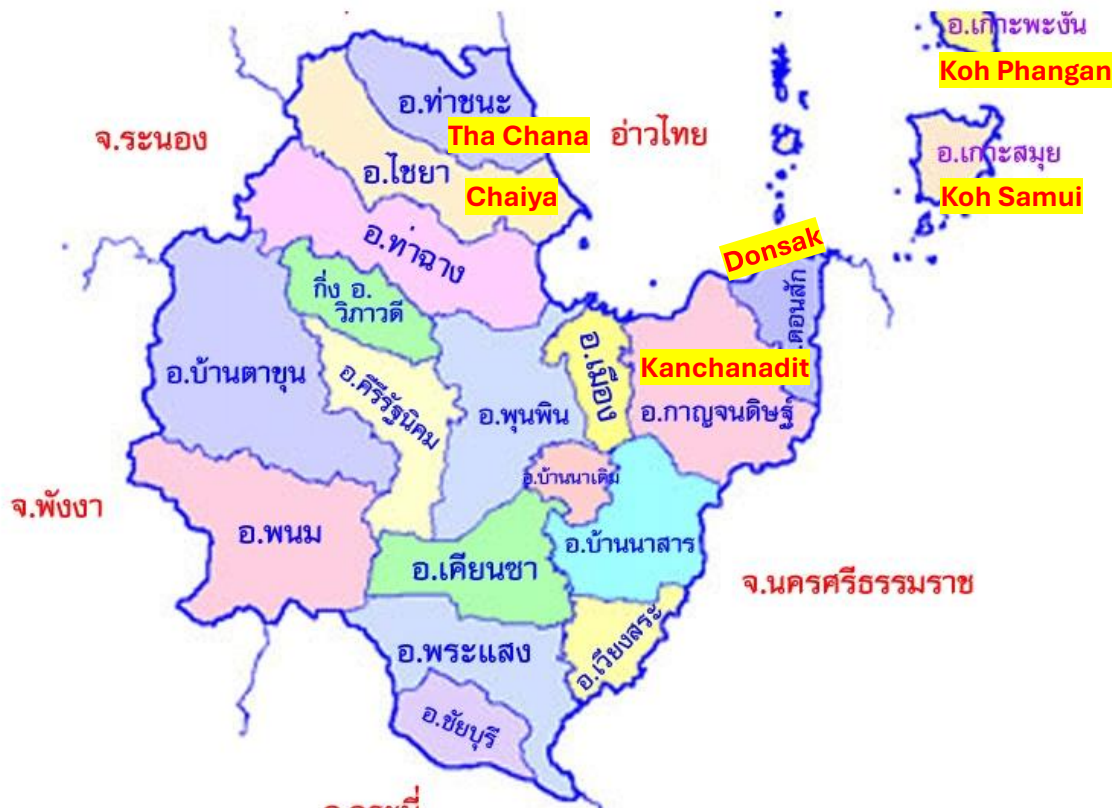 อ.เกาะพะงัน
Koh Phangan
อ.ท่าชนะ
Tha Chana
จ.ระนอง
อ่าวไทย
อ.เกาะสมุย
Koh Samui
อ.ไชยา
Chaiya
อ.ท่าฉาง
Donsak
อ.ดอนสัก
กิ่ง อ.
วิภาวดี
อ.บ้านตาขุน
อ.คีรีรัฐนิคม
อ.พุนพิน
อ.เมือง
Kanchanadit
อ.กาญจนดิษฐ์
อ.บ้านนาเดิม
จ.พังงา
อ.พนม
อ.เคียนซา
อ.บ้านนาสาร
จ.นครศรีธรรมราช
อ.พระแสง
อ.เวียงสระ
อ.ชัยบุรี
จ.กระบี่